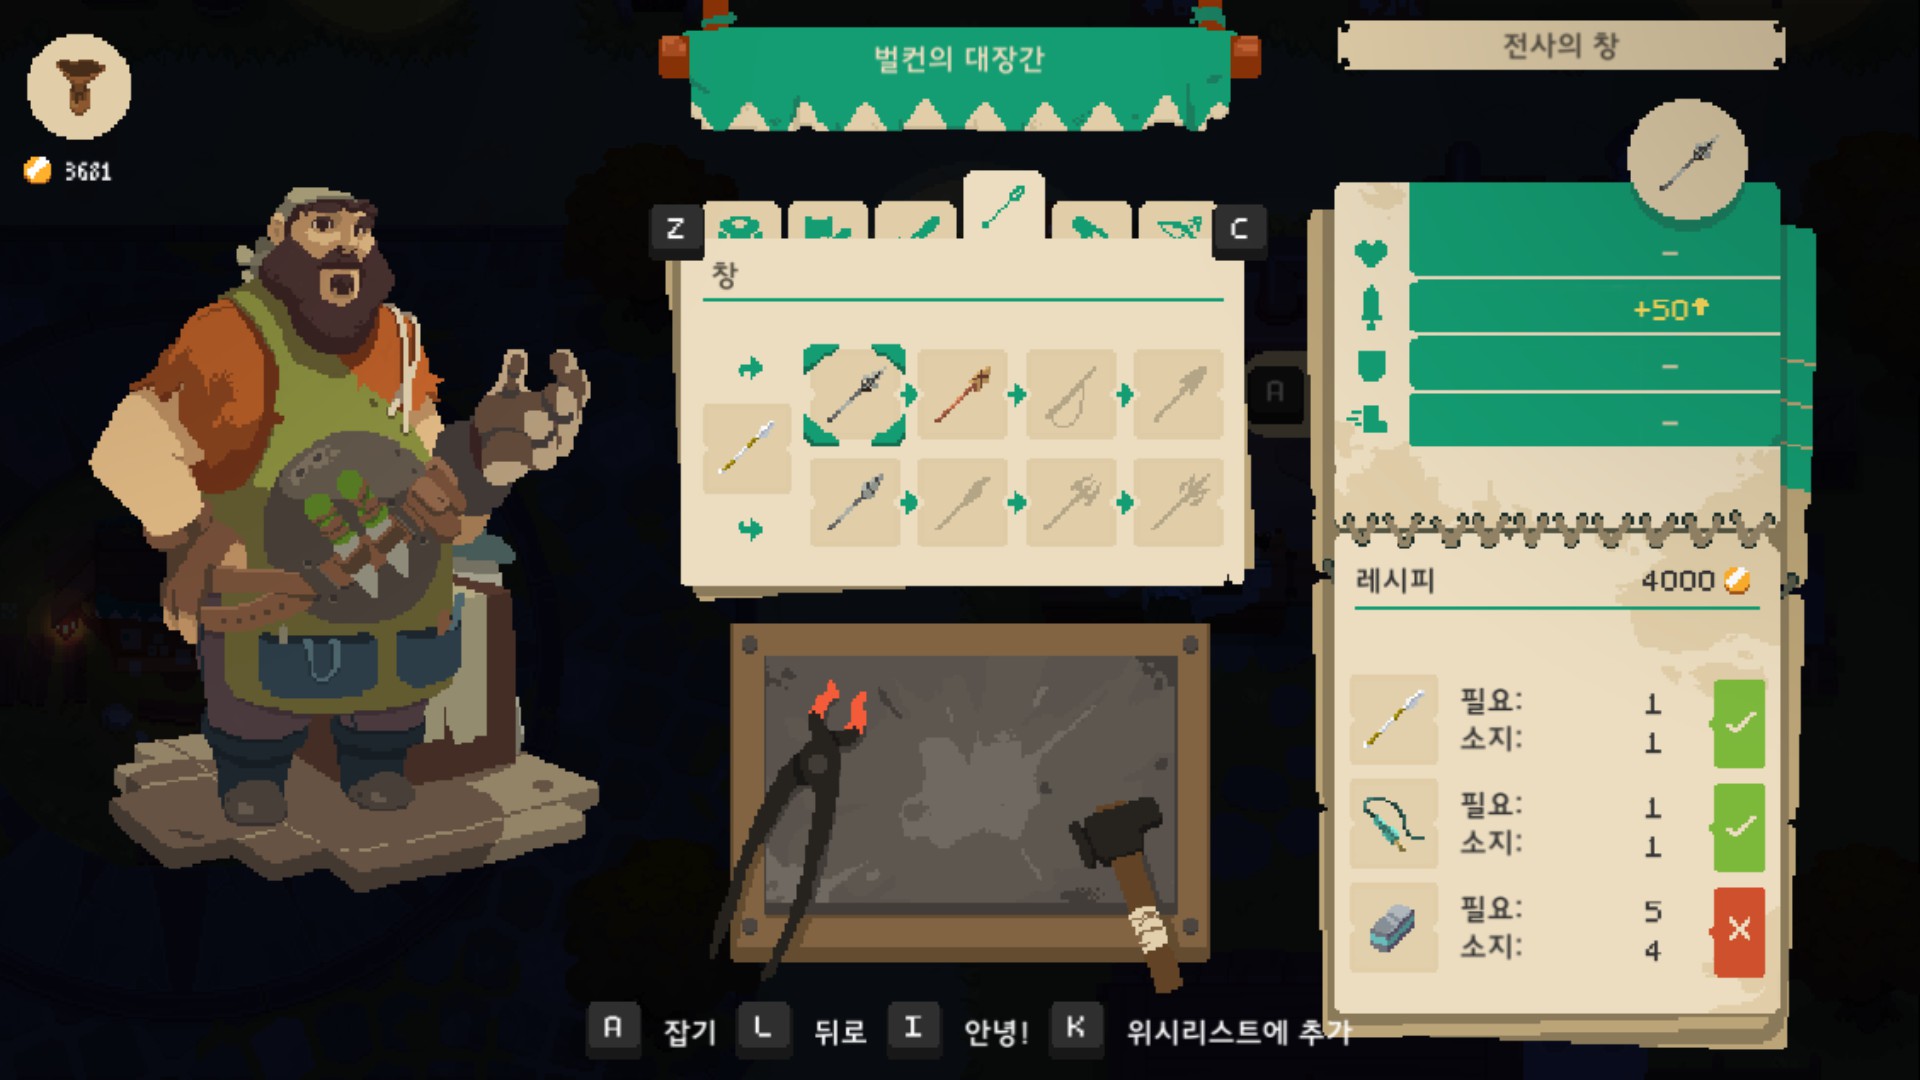 벌컨의 대장간
전사의 창
3681
Z
C
창
+50
A
레시피 4000
필요: 1
소지: 1
필요: 1
소지: 1
필요: 5
소지: 4
A 잡기 L 뒤로 I 안녕! K 위시리스트에 추가